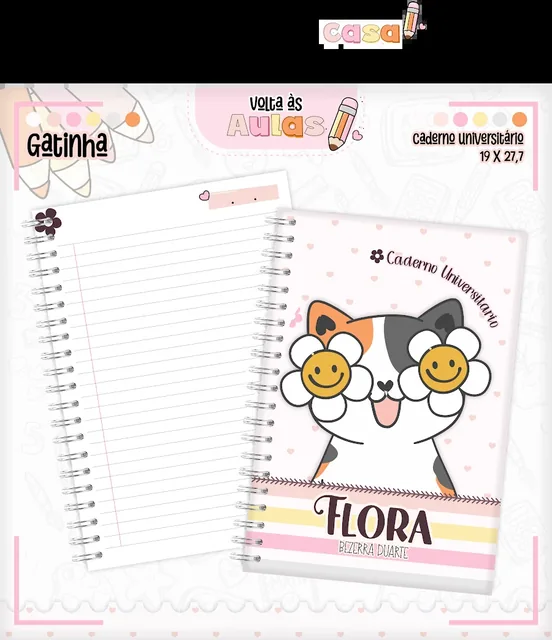 Casa
Volta às
Aulas
Gatinha
Caderno Universitário
19 X 27,7
Caderno Universitário
FLORA
BEZERRA DUARTE